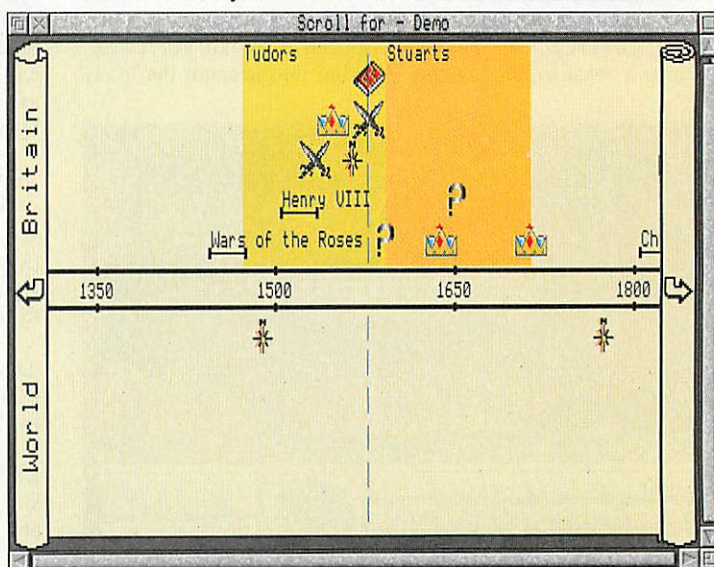 Scroll for - Demo
Tudors Stuarts
Britain
Henry VIII
Wars of the Roses
Ch
1350 1500 1650 1800
World